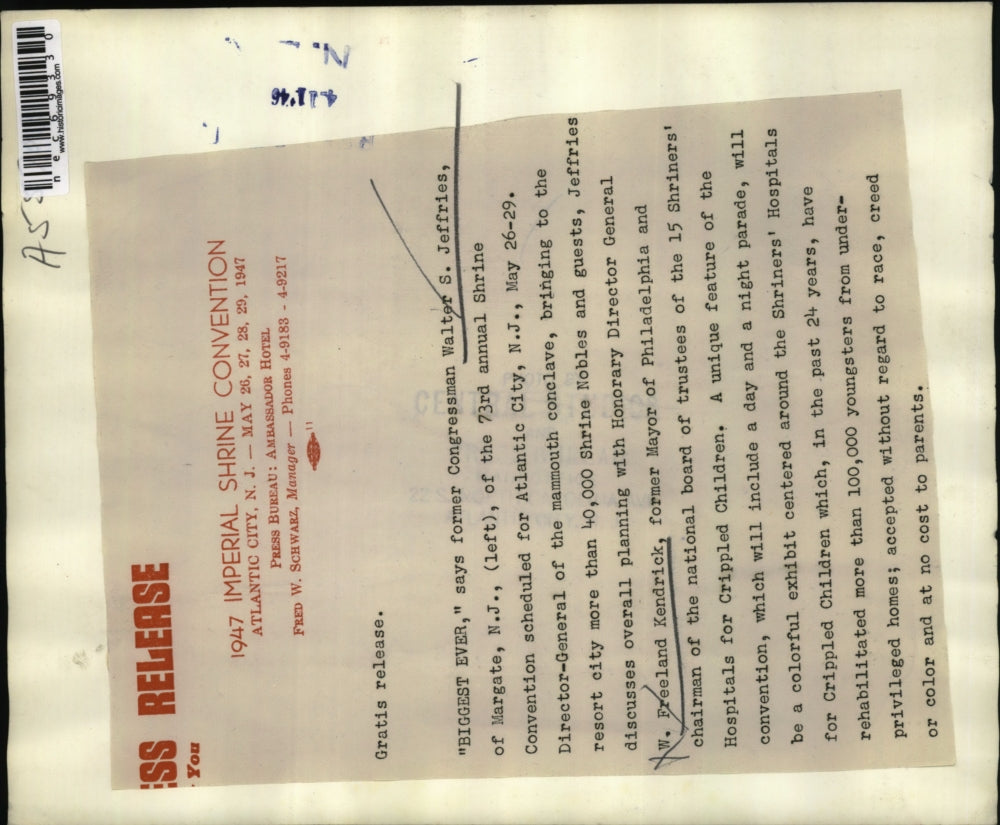 ESS RELEASE
You
1947 IMPERIAL SHRINE CONVENTION
ATLANTIC CITY, N. J. — MAY 26, 27, 28, 29, 1947
PRESS BUREAU: AMBASSADOR HOTEL
FRED W. SCHWARZ, Manager — Phones 4-9183 - 4-9217
Gratis release.
"BIGGEST EVER," says former Congressman Walter S. Jeffries,
of Margate, N.J., (left), of the 73rd annual Shrine
Convention scheduled for Atlantic City, N.J., May 26-29.
Director-General of the mammouth conclave, bringing to the
resort city more than 40,000 Shrine Nobles and guests, Jeffries
discusses overall planning with Honorary Director General
W. Freeland Kendrick, former Mayor of Philadelphia and
chairman of the national board of trustees of the 15 Shriners'
Hospitals for Crippled Children. A unique feature of the
convention, which will include a day and a night parade, will
be a colorful exhibit centered around the Shriners' Hospitals
for Crippled Children which, in the past 24 years, have
rehabilitated more than 100,000 youngsters from under-
privileged homes; accepted without regard to race, creed
or color and at no cost to parents.
nec69330
www.historicimages.com